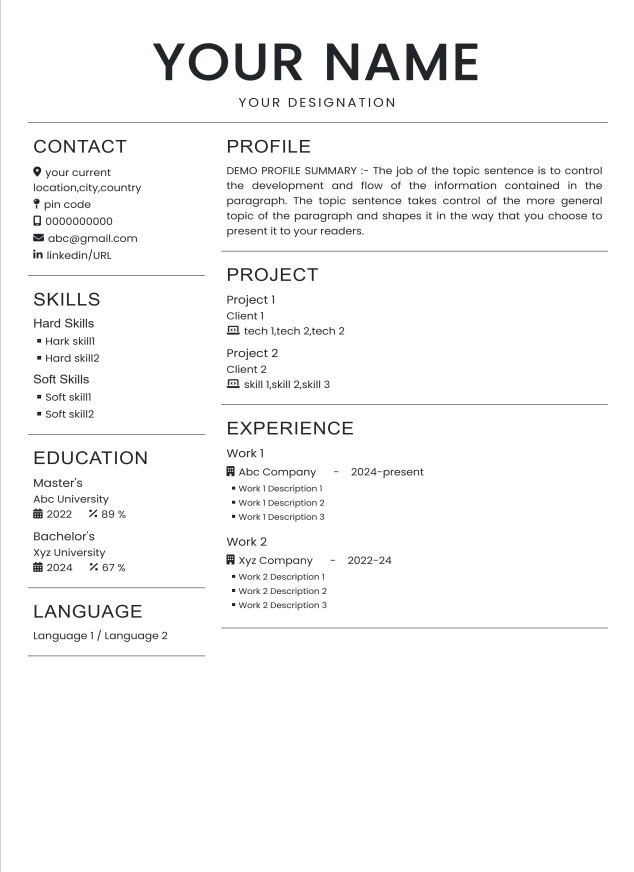 YOUR NAME
YOUR DESIGNATION
CONTACT
your current
location,city,country
pin code
0000000000
abc@gmail.com
linkedin/URL
SKILLS
Hard Skills
Hark skill1
Hard skill2
Soft Skills
Soft skill1
Soft skill2
EDUCATION
Master's
Abc University
2022 89 %
Bachelor's
Xyz University
2024 67 %
LANGUAGE
Language 1 / Language 2
PROFILE
DEMO PROFILE SUMMARY :- The job of the topic sentence is to control
the development and flow of the information contained in the
paragraph. The topic sentence takes control of the more general
topic of the paragraph and shapes it in the way that you choose to
present it to your readers.
PROJECT
Project 1
Client 1
tech 1,tech 2,tech 2
Project 2
Client 2
skill 1,skill 2,skill 3
EXPERIENCE
Work 1
Abc Company - 2024-present
Work 1 Description 1
Work 1 Description 2
Work 1 Description 3
Work 2
Xyz Company - 2022-24
Work 2 Description 1
Work 2 Description 2
Work 2 Description 3